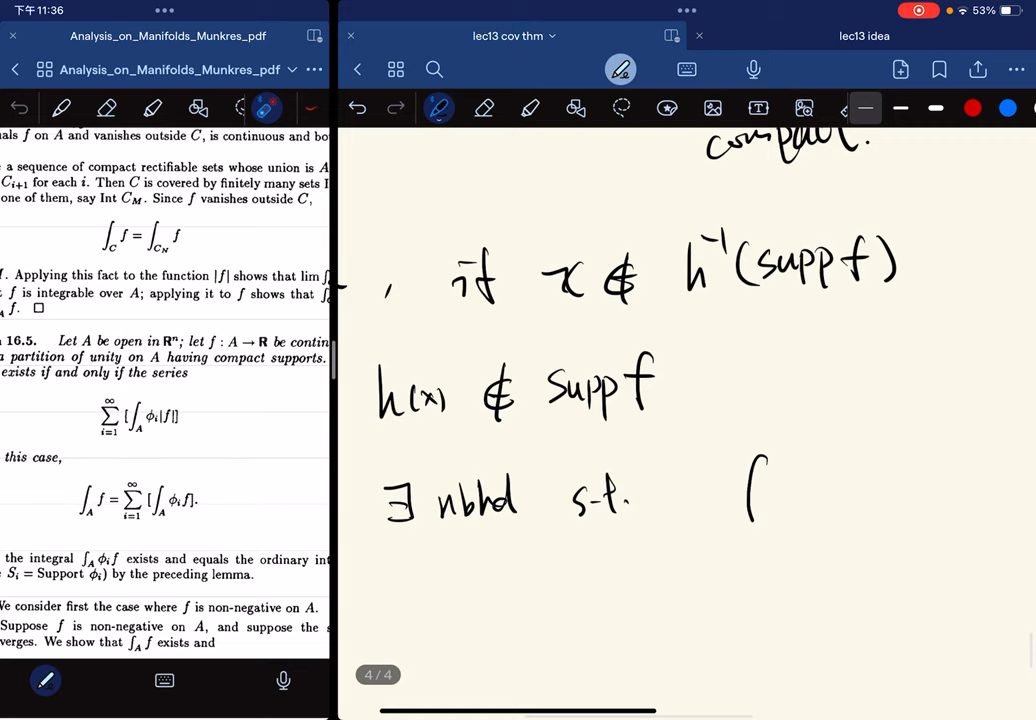 下午11:36
53%
Analysis_on_Manifolds_Munkres_pdf
lec13 cov thm
lec13 idea
Analysis_on_Manifolds_Munkres_pdf
als f on A and vanishes outside C, is continuous and bo
a sequence of compact rectifiable sets whose union is A
C_{i+1} for each i. Then C is covered by finitely many sets I
one of them, say Int C_M. Since f vanishes outside C,
∫_C f = ∫_{C_N} f
. Applying this fact to the function |f| shows that lim ∫
t f is integrable over A; applying it to f shows that ∫
_A f. □
16.5. Let A be open in R^n; let f : A → R be contin
a partition of unity on A having compact supports.
exists if and only if the series
∑_{i=1}^∞ [∫_A ϕ_i|f|]
this case,
∫_A f = ∑_{i=1}^∞ [∫_A ϕ_i f].
the integral ∫_A ϕ_i f exists and equals the ordinary int
S_i = Support ϕ_i) by the preceding lemma.
We consider first the case where f is non-negative on A.
Suppose f is non-negative on A, and suppose the s
verges. We show that ∫_A f exists and
compact.
, if x ∉ h^{-1}(supp f)
h(x) ∉ supp f
∃ nbhd s.t.
4/4